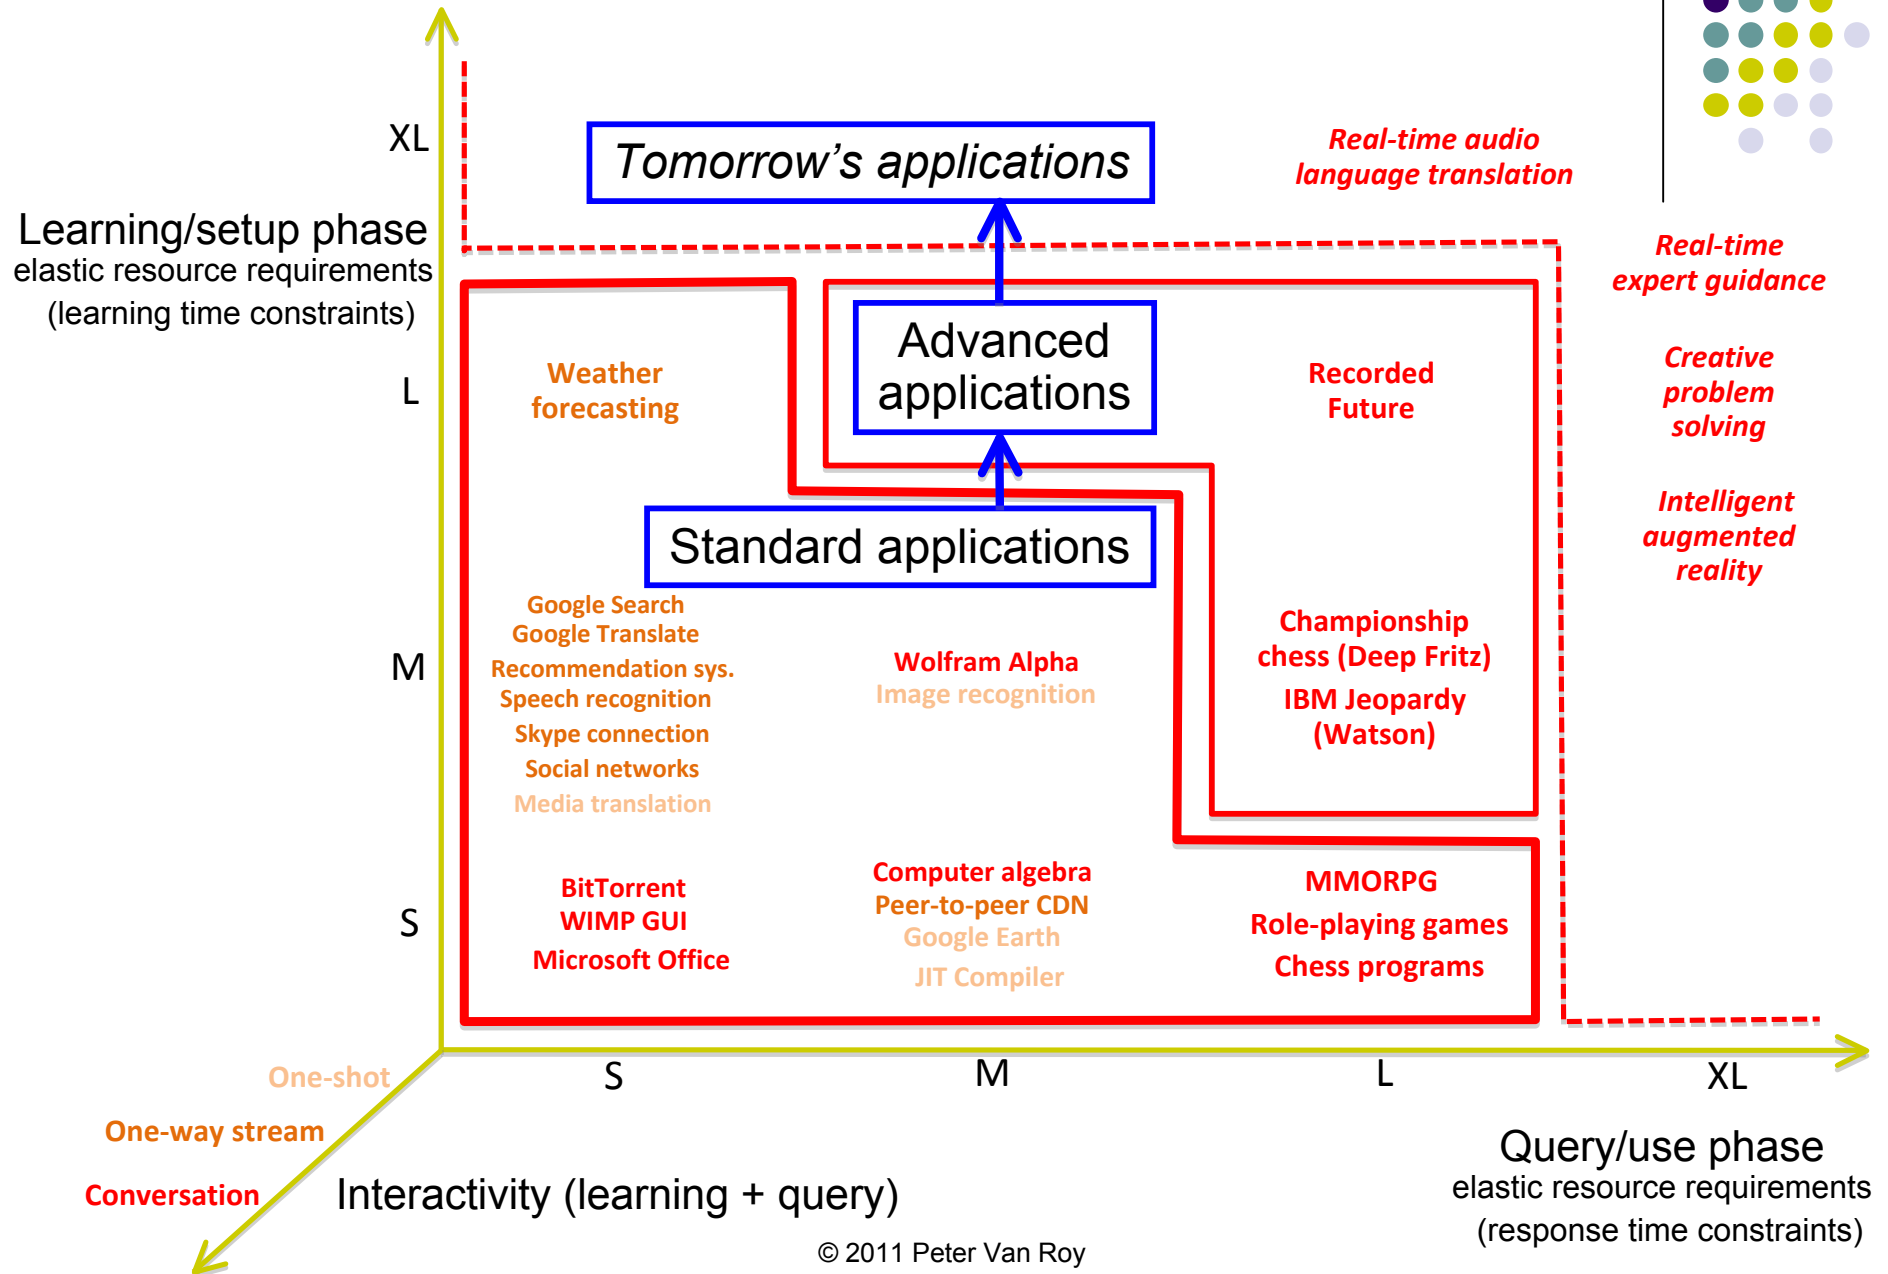 XL
Tomorrow's applications
Real-time audio
language translation
Learning/setup phase
elastic resource requirements
(learning time constraints)
Real-time
expert guidance
L
Weather
forecasting
Advanced
applications
Recorded
Future
Creative
problem
solving
Standard applications
Intelligent
augmented
reality
M
Google Search
Google Translate
Recommendation sys.
Speech recognition
Skype connection
Social networks
Media translation
Wolfram Alpha
Image recognition
Championship
chess (Deep Fritz)
IBM Jeopardy
(Watson)
S
BitTorrent
WIMP GUI
Microsoft Office
Computer algebra
Peer-to-peer CDN
Google Earth
JIT Compiler
MMORPG
Role-playing games
Chess programs
S
M
L
XL
One-shot
One-way stream
Conversation
Interactivity (learning + query)
Query/use phase
elastic resource requirements
(response time constraints)
© 2011 Peter Van Roy